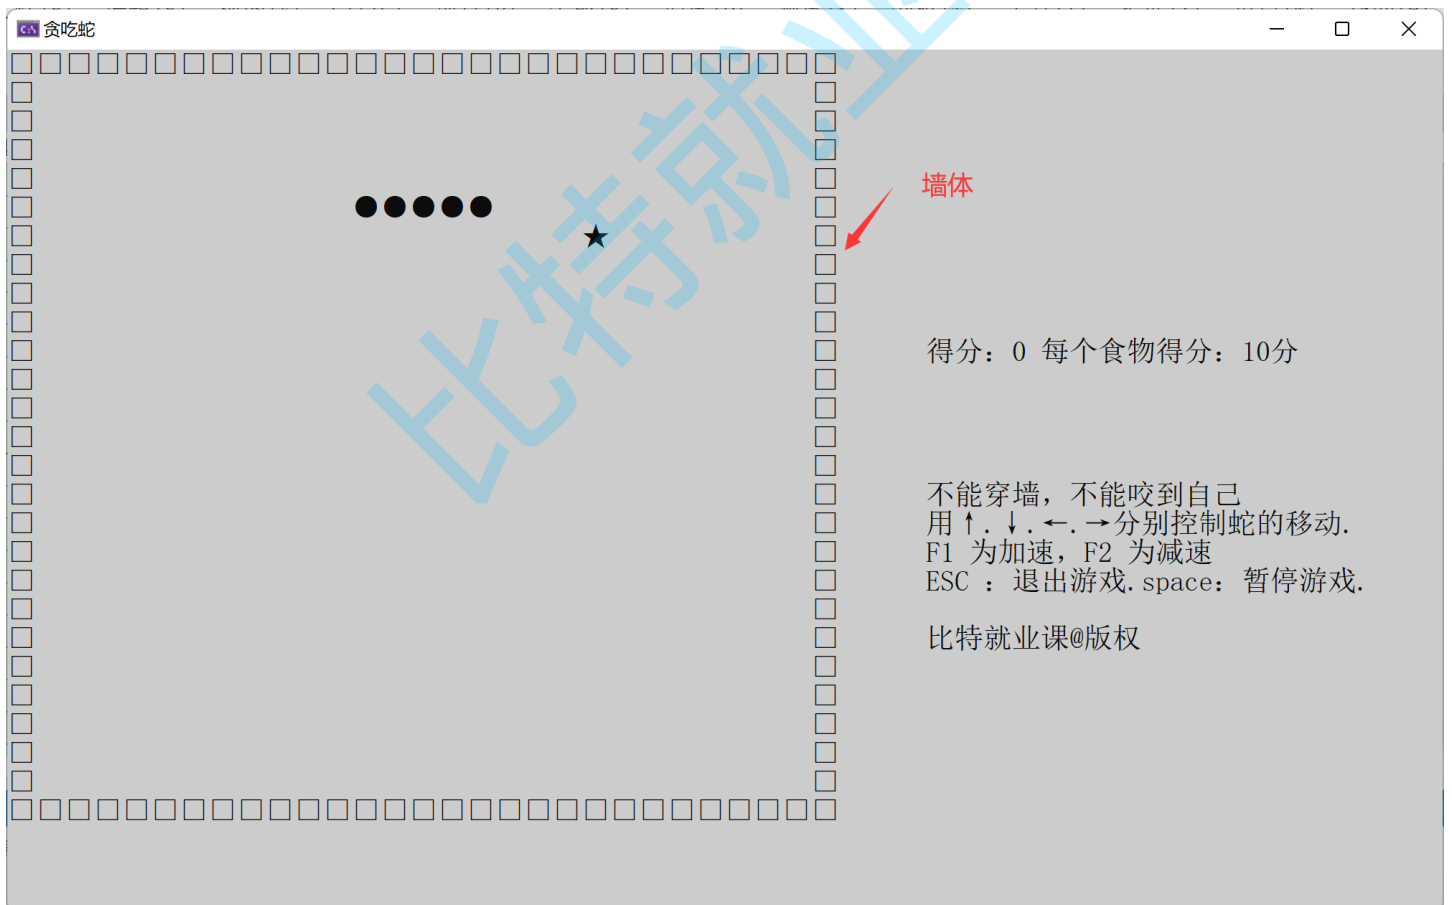 贪吃蛇
墙体
得分：0 每个食物得分：10分
不能穿墙，不能咬到自己
用↑.↓.←.→分别控制蛇的移动.
F1 为加速，F2 为减速
ESC ：退出游戏.space：暂停游戏.
比特就业课@版权
比特就业